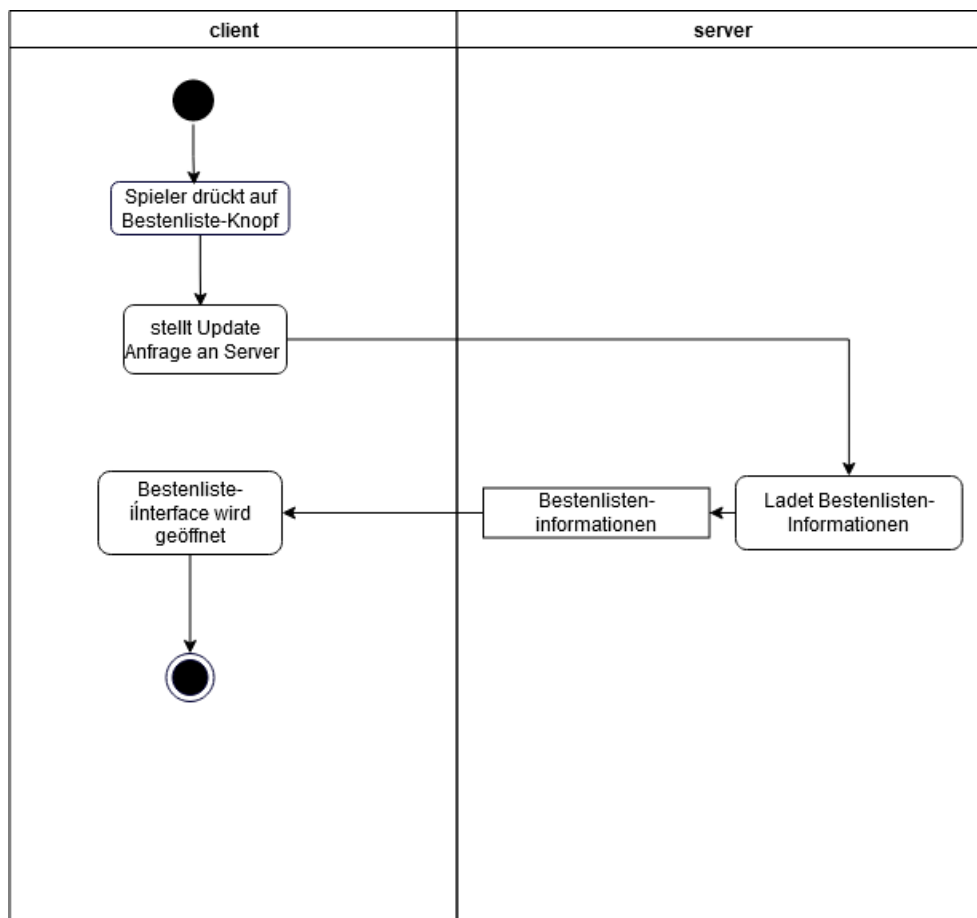 client
server
Spieler drückt auf
Bestenliste-Knopf
stellt Update
Anfrage an Server
Bestenliste-
iÍnterface wird
geöffnet
Bestenlisten-
informationen
Ladet Bestenlisten-
Informationen